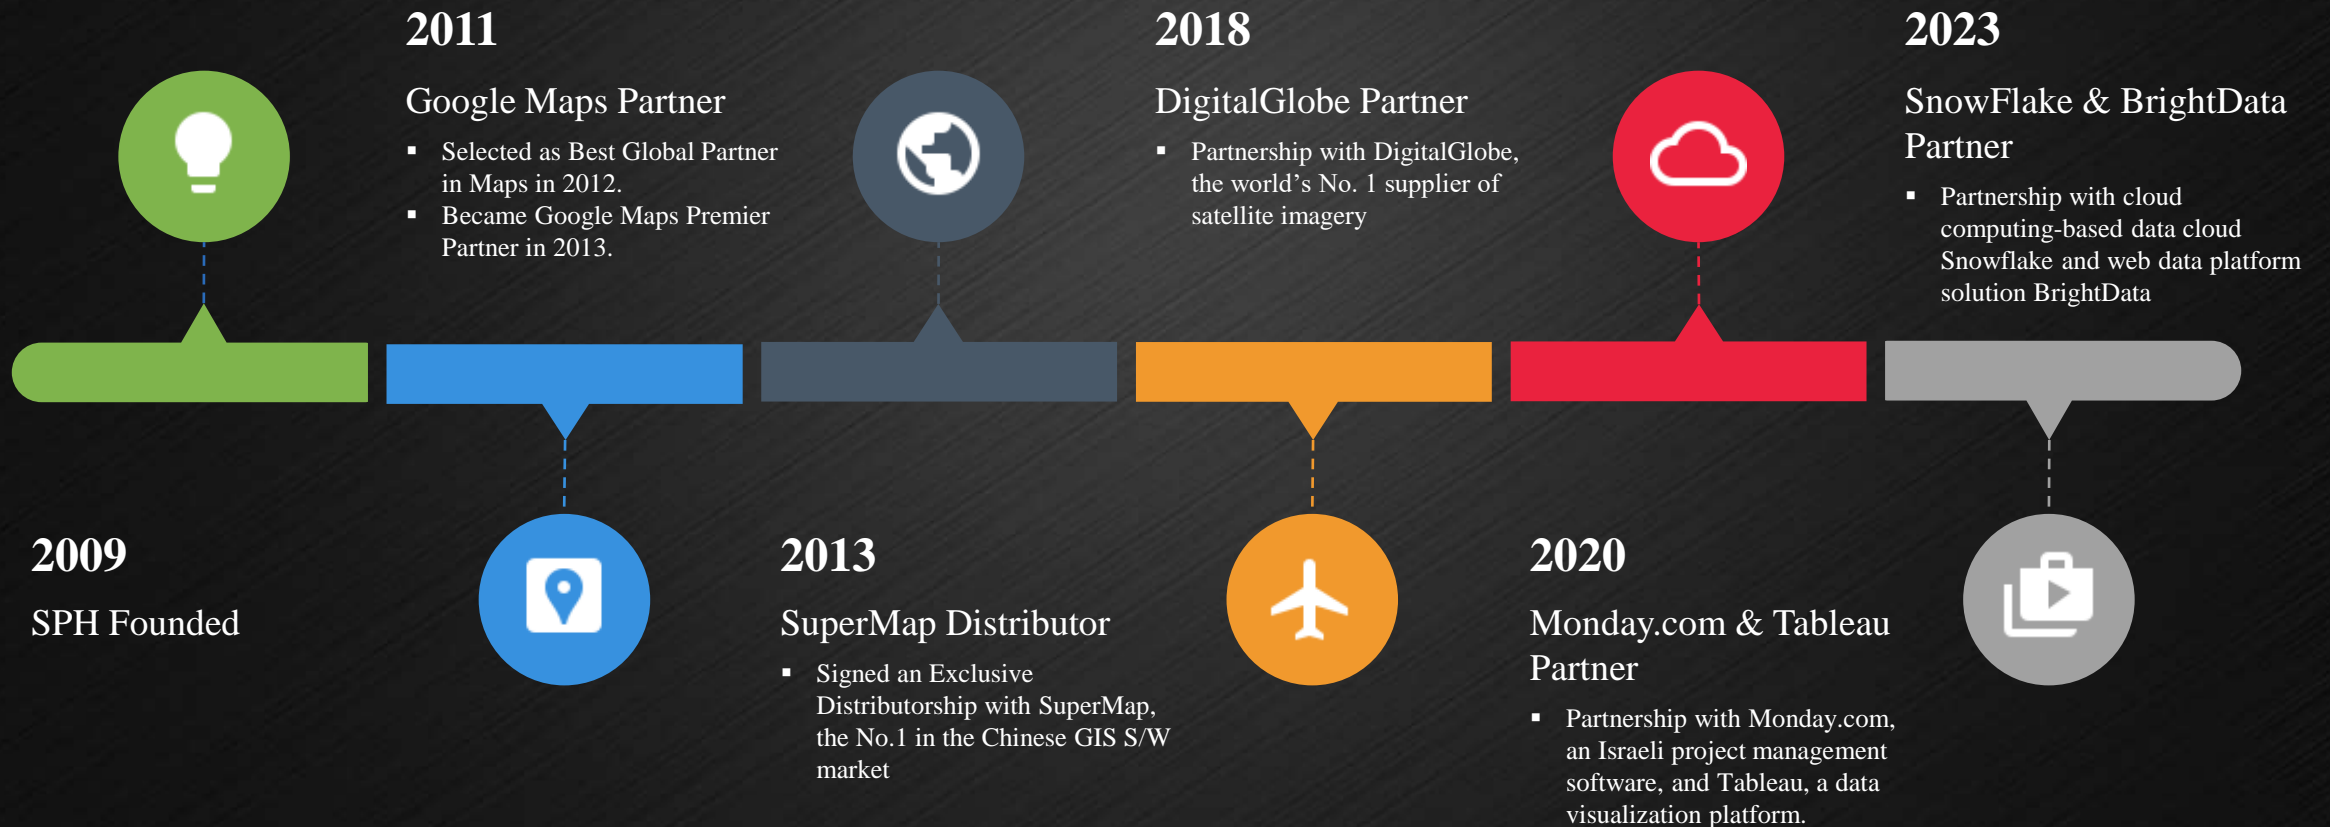 2009
SPH Founded
2011
Google Maps Partner
▪ Selected as Best Global Partner
in Maps in 2012.
▪ Became Google Maps Premier
Partner in 2013.
2013
SuperMap Distributor
▪ Signed an Exclusive
Distributorship with SuperMap,
the No.1 in the Chinese GIS S/W
market
2018
DigitalGlobe Partner
▪ Partnership with DigitalGlobe,
the world’s No. 1 supplier of
satellite imagery
2020
Monday.com & Tableau
Partner
▪ Partnership with Monday.com,
an Israeli project management
software, and Tableau, a data
visualization platform.
2023
SnowFlake & BrightData
Partner
▪ Partnership with cloud
computing-based data cloud
Snowflake and web data platform
solution BrightData